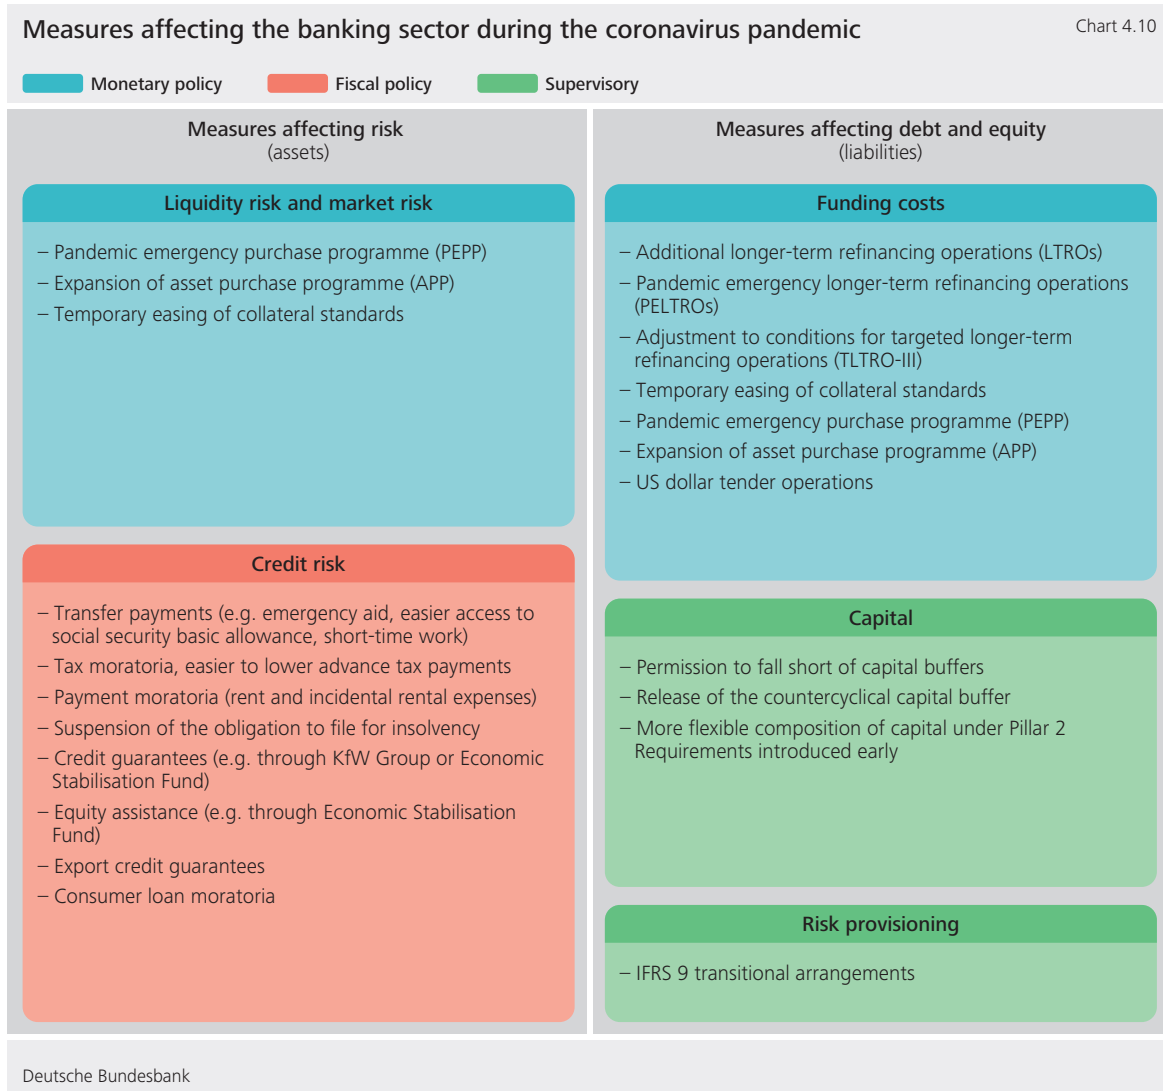 Measures affecting the banking sector during the coronavirus pandemic
Chart 4.10
Monetary policy
Fiscal policy
Supervisory
Measures affecting risk
(assets)
Liquidity risk and market risk
– Pandemic emergency purchase programme (PEPP)
– Expansion of asset purchase programme (APP)
– Temporary easing of collateral standards
Credit risk
– Transfer payments (e.g. emergency aid, easier access to
social security basic allowance, short-time work)
– Tax moratoria, easier to lower advance tax payments
– Payment moratoria (rent and incidental rental expenses)
– Suspension of the obligation to file for insolvency
– Credit guarantees (e.g. through KfW Group or Economic
Stabilisation Fund)
– Equity assistance (e.g. through Economic Stabilisation
Fund)
– Export credit guarantees
– Consumer loan moratoria
Measures affecting debt and equity
(liabilities)
Funding costs
– Additional longer-term refinancing operations (LTROs)
– Pandemic emergency longer-term refinancing operations
(PELTROs)
– Adjustment to conditions for targeted longer-term
refinancing operations (TLTRO-III)
– Temporary easing of collateral standards
– Pandemic emergency purchase programme (PEPP)
– Expansion of asset purchase programme (APP)
– US dollar tender operations
Capital
– Permission to fall short of capital buffers
– Release of the countercyclical capital buffer
– More flexible composition of capital under Pillar 2
Requirements introduced early
Risk provisioning
– IFRS 9 transitional arrangements
Deutsche Bundesbank